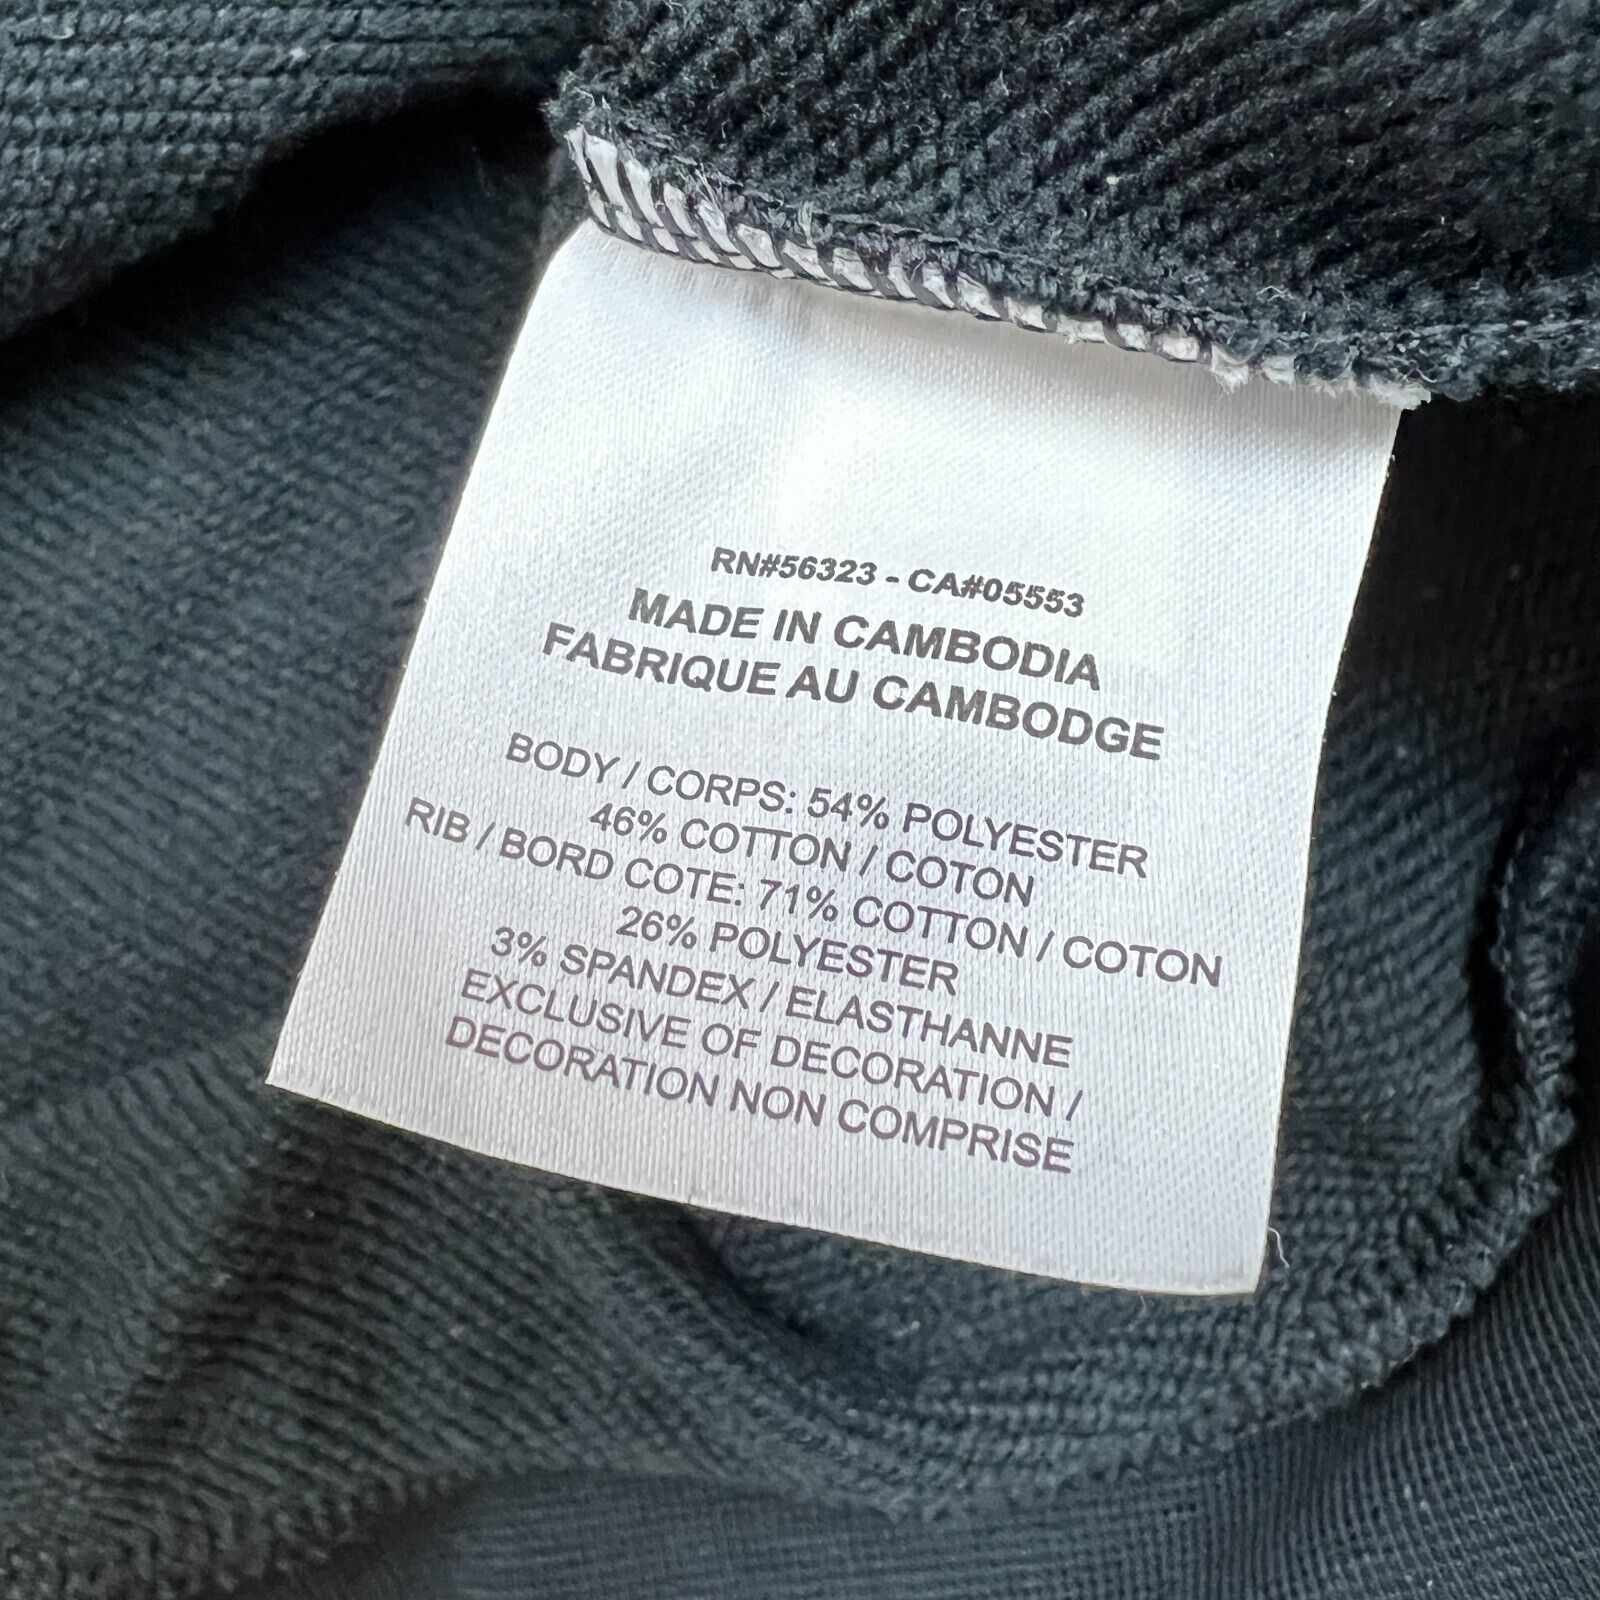 RN#56323 - CA#05553
MADE IN CAMBODIA
FABRIQUE AU CAMBODGE
BODY / CORPS: 54% POLYESTER
46% COTTON / COTON
RIB / BORD COTE: 71% COTTON / COTON
26% POLYESTER
3% SPANDEX / ELASTHANNE
EXCLUSIVE OF DECORATION /
DECORATION NON COMPRISE